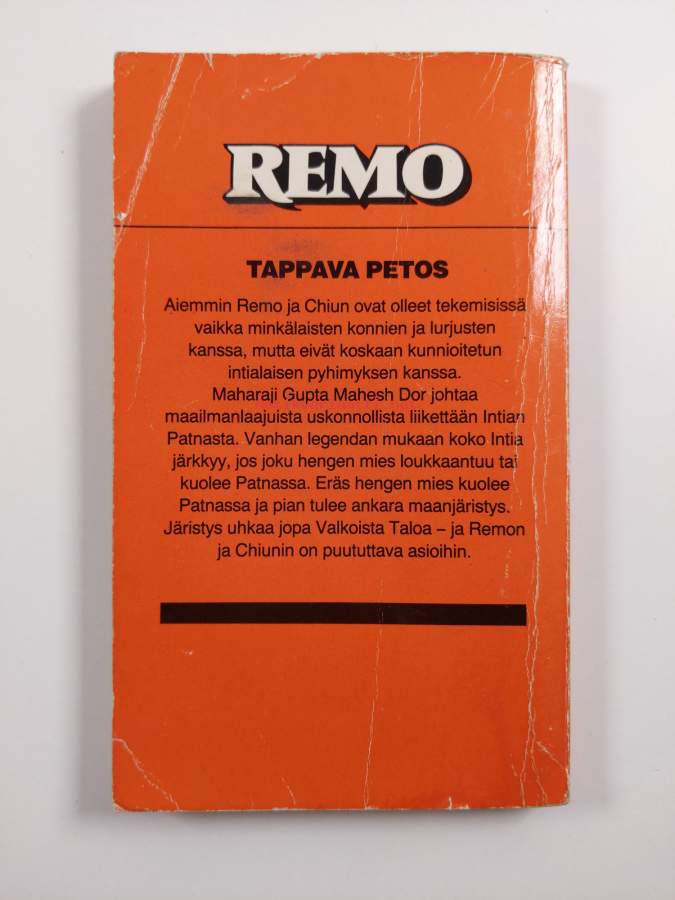 REMO
TAPPAVA PETOS
Aiemmin Remo ja Chiun ovat olleet tekemisissä
vaikka minkälaisten konnien ja lurjusten
kanssa, mutta eivät koskaan kunnioitetun
intialaisen pyhimyksen kanssa.
Maharaji Gupta Mahesh Dor johtaa
maailmanlaajuista uskonnollista liikettään Intian
Patnasta. Vanhan legendan mukaan koko Intia
järkkyy, jos joku hengen mies loukkaantuu tai
kuolee Patnassa. Eräs hengen mies kuolee
Patnassa ja pian tulee ankara maanjäristys.
Järistys uhkaa jopa Valkoista Taloa – ja Remon
ja Chiunin on puututtava asioihin.